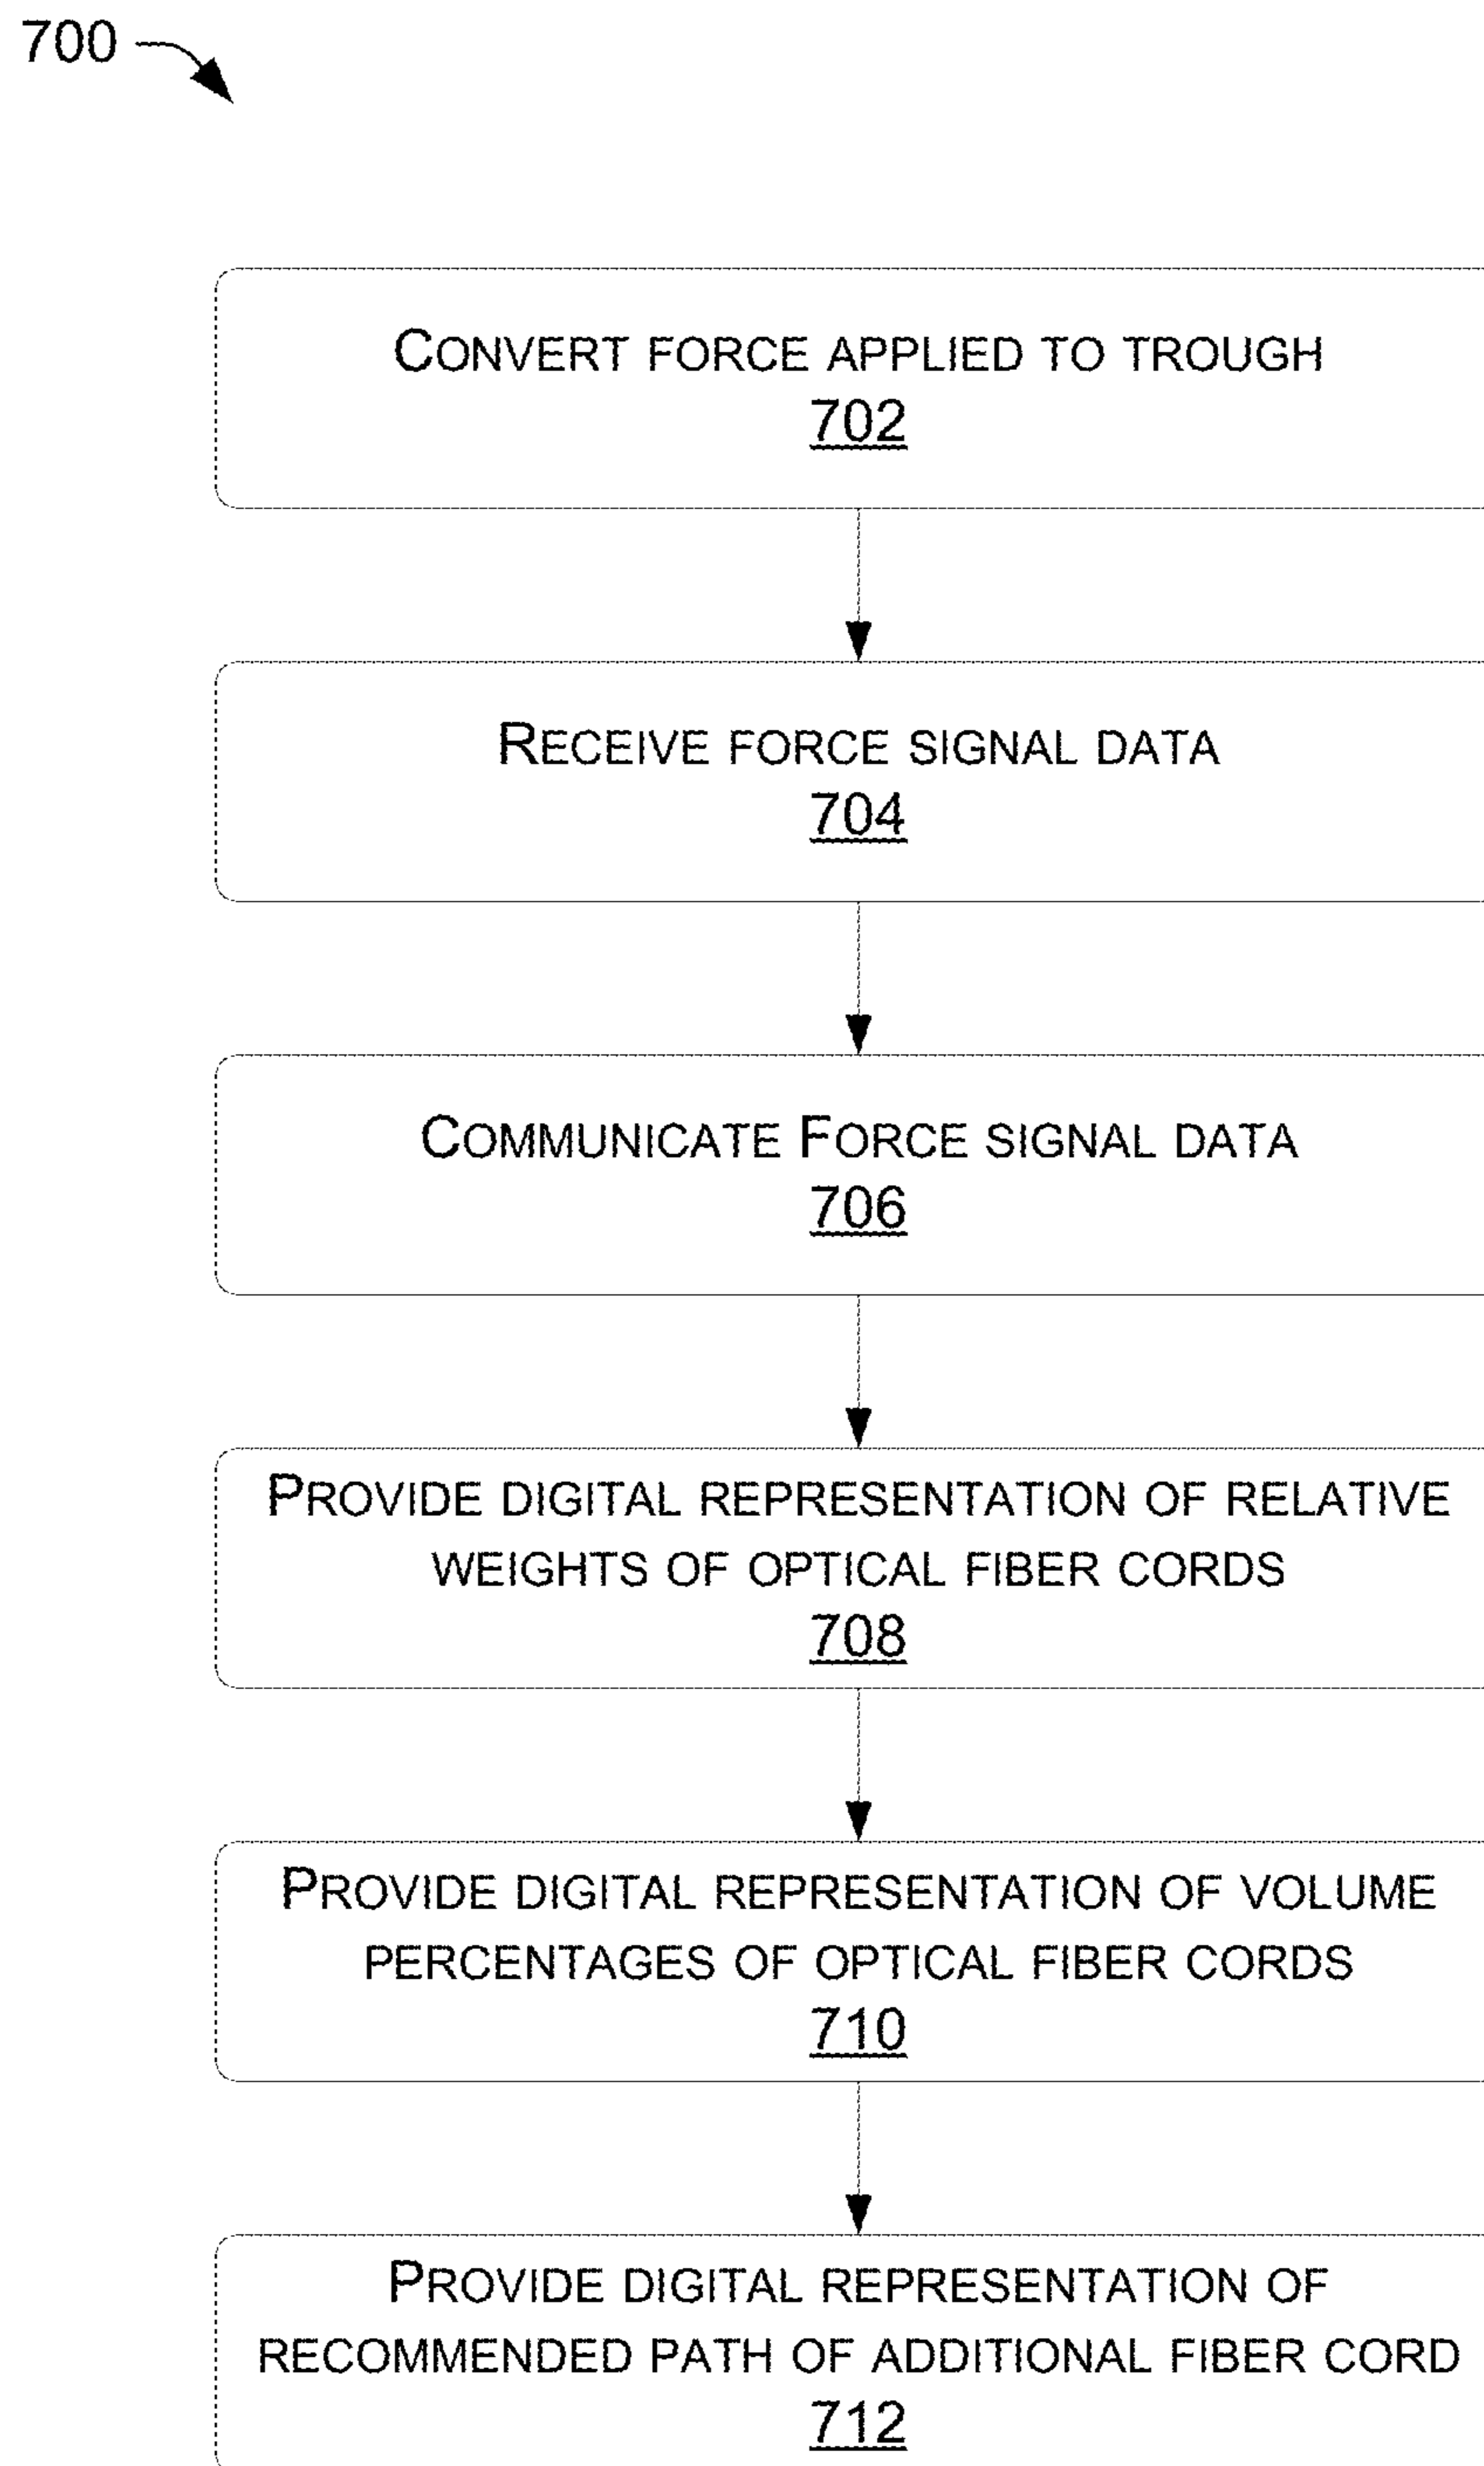 700
CONVERT FORCE APPLIED TO TROUGH
702
RECEIVE FORCE SIGNAL DATA
704
COMMUNICATE FORCE SIGNAL DATA
706
PROVIDE DIGITAL REPRESENTATION OF RELATIVE
WEIGHTS OF OPTICAL FIBER CORDS
708
PROVIDE DIGITAL REPRESENTATION OF VOLUME
PERCENTAGES OF OPTICAL FIBER CORDS
710
PROVIDE DIGITAL REPRESENTATION OF
RECOMMENDED PATH OF ADDITIONAL FIBER CORD
712